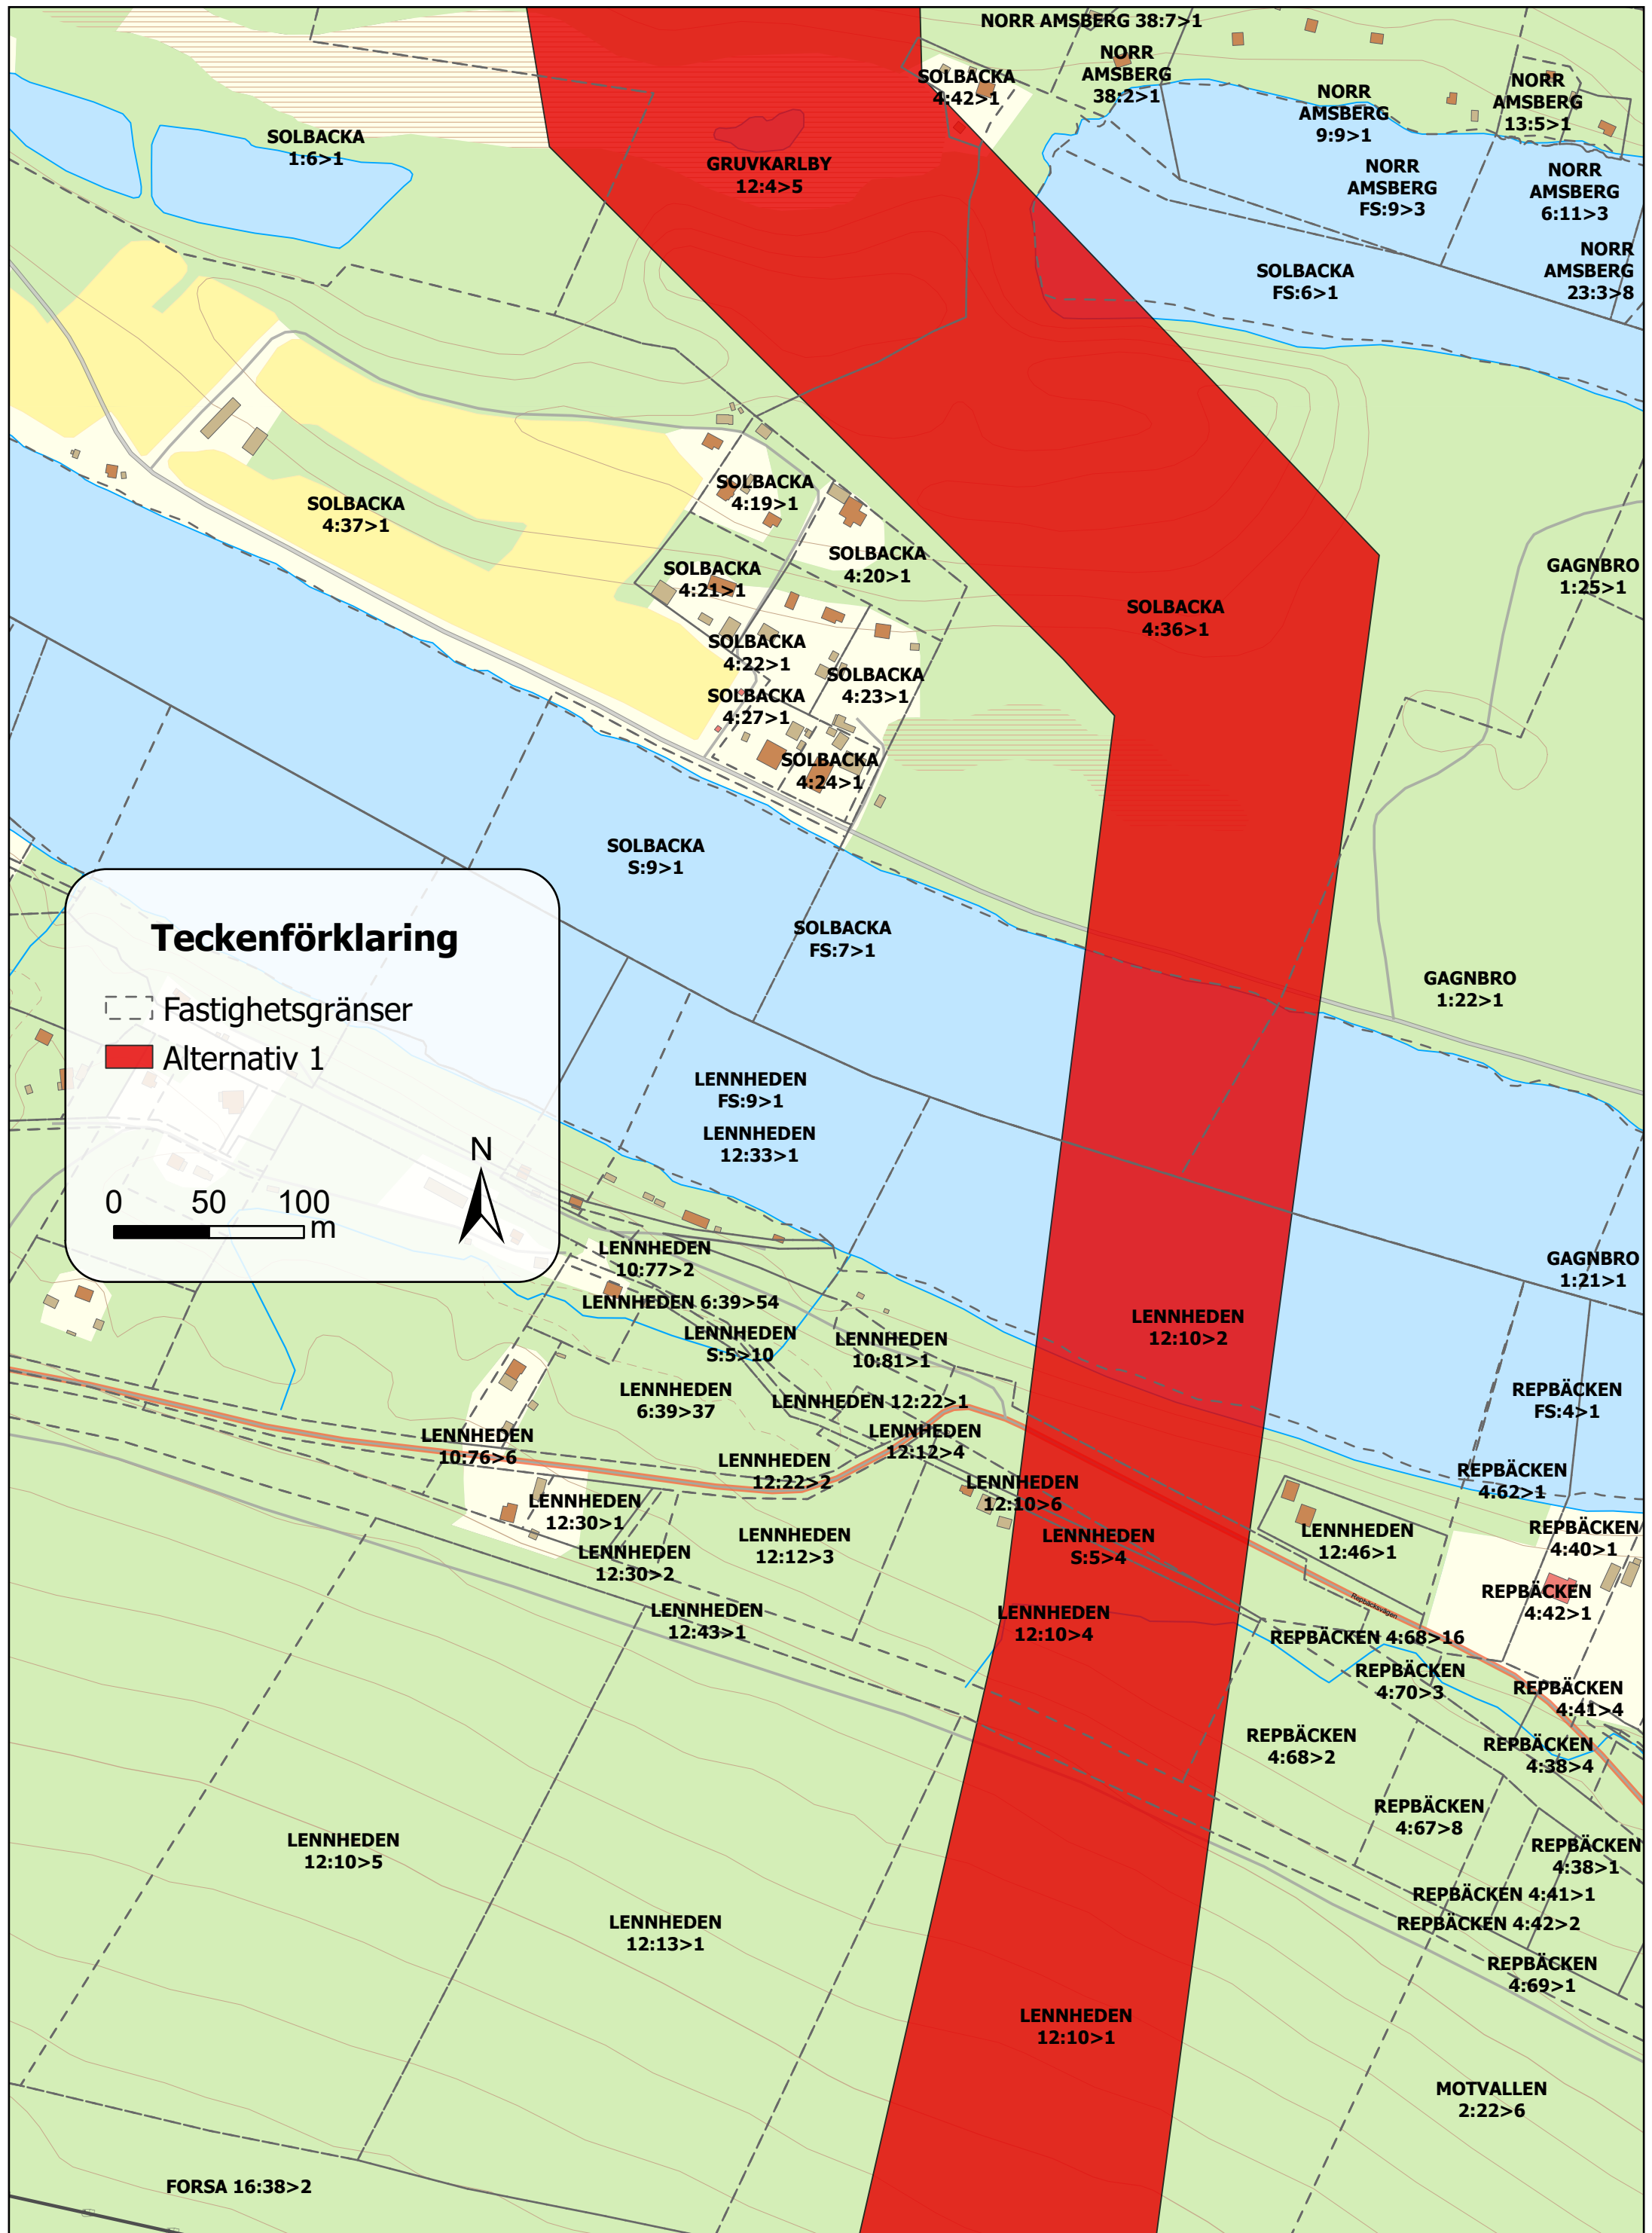 NORR AMSBERG 38:7>1
NORR
AMSBERG
38:2>1
SOLBACKA
4:42>1
NORR
AMSBERG
9:9>1
NORR
AMSBERG
13:5>1
SOLBACKA
1:6>1
GRUVKARLBY
12:4>5
NORR
AMSBERG
FS:9>3
NORR
AMSBERG
6:11>3
NORR
AMSBERG
23:3>8
SOLBACKA
FS:6>1
SOLBACKA
4:37>1
SOLBACKA
4:19>1
SOLBACKA
4:20>1
SOLBACKA
4:21>1
GAGNBRO
1:25>1
SOLBACKA
4:36>1
SOLBACKA
4:22>1
SOLBACKA
4:23>1
SOLBACKA
4:27>1
SOLBACKA
4:24>1
SOLBACKA
S:9>1
SOLBACKA
FS:7>1
GAGNBRO
1:22>1
Teckenförklaring
Fastighetsgränser
Alternativ 1
N
0 50 100
m
LENNHEDEN
FS:9>1
LENNHEDEN
12:33>1
LENNHEDEN
10:77>2
GAGNBRO
1:21>1
LENNHEDEN 6:39>54
LENNHEDEN
S:5>10
LENNHEDEN
10:81>1
LENNHEDEN
12:10>2
LENNHEDEN
6:39>37
LENNHEDEN 12:22>1
REPBÄCKEN
FS:4>1
LENNHEDEN
10:76>6
LENNHEDEN
12:12>4
LENNHEDEN
12:22>2
LENNHEDEN
12:10>6
REPBÄCKEN
4:62>1
LENNHEDEN
12:30>1
LENNHEDEN
12:12>3
LENNHEDEN
S:5>4
LENNHEDEN
12:46>1
REPBÄCKEN
4:40>1
LENNHEDEN
12:30>2
REPBÄCKEN
4:42>1
Repbäcksvägen
LENNHEDEN
12:43>1
LENNHEDEN
12:10>4
REPBÄCKEN 4:68>16
REPBÄCKEN
4:70>3
REPBÄCKEN
4:41>4
REPBÄCKEN
4:68>2
REPBÄCKEN
4:38>4
REPBÄCKEN
4:67>8
LENNHEDEN
12:10>5
REPBÄCKEN
4:38>1
REPBÄCKEN 4:41>1
REPBÄCKEN 4:42>2
LENNHEDEN
12:13>1
REPBÄCKEN
4:69>1
LENNHEDEN
12:10>1
MOTVALLEN
2:22>6
FORSA 16:38>2